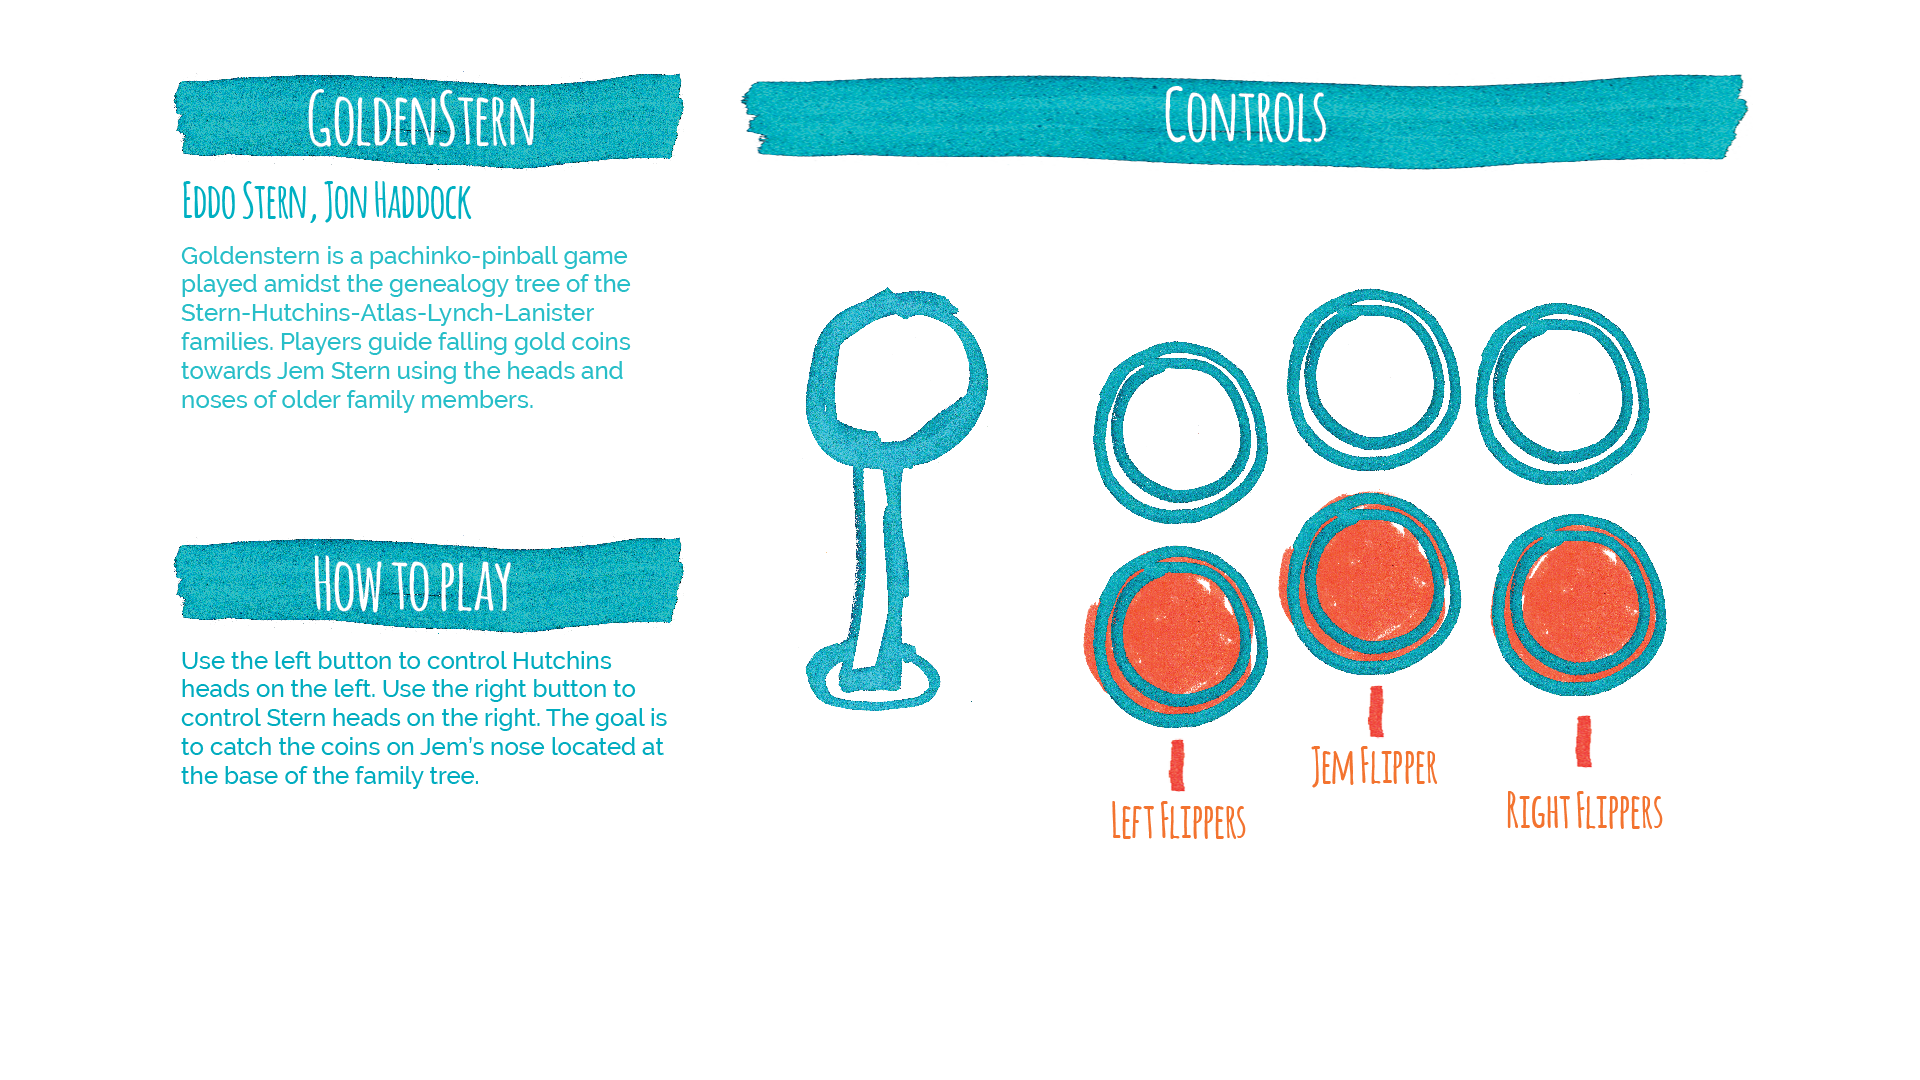 GoldenStern
Eddo Stern, Jon Haddock
Goldenstern is a pachinko-pinball game
played amidst the genealogy tree of the
Stern-Hutchins-Atlas-Lynch-Lanister
families. Players guide falling gold coins
towards Jem Stern using the heads and
noses of older family members.
How to play
Use the left button to control Hutchins
heads on the left. Use the right button to
control Stern heads on the right. The goal is
to catch the coins on Jem’s nose located at
the base of the family tree.
Controls
Left Flippers
Jem Flipper
Right Flippers